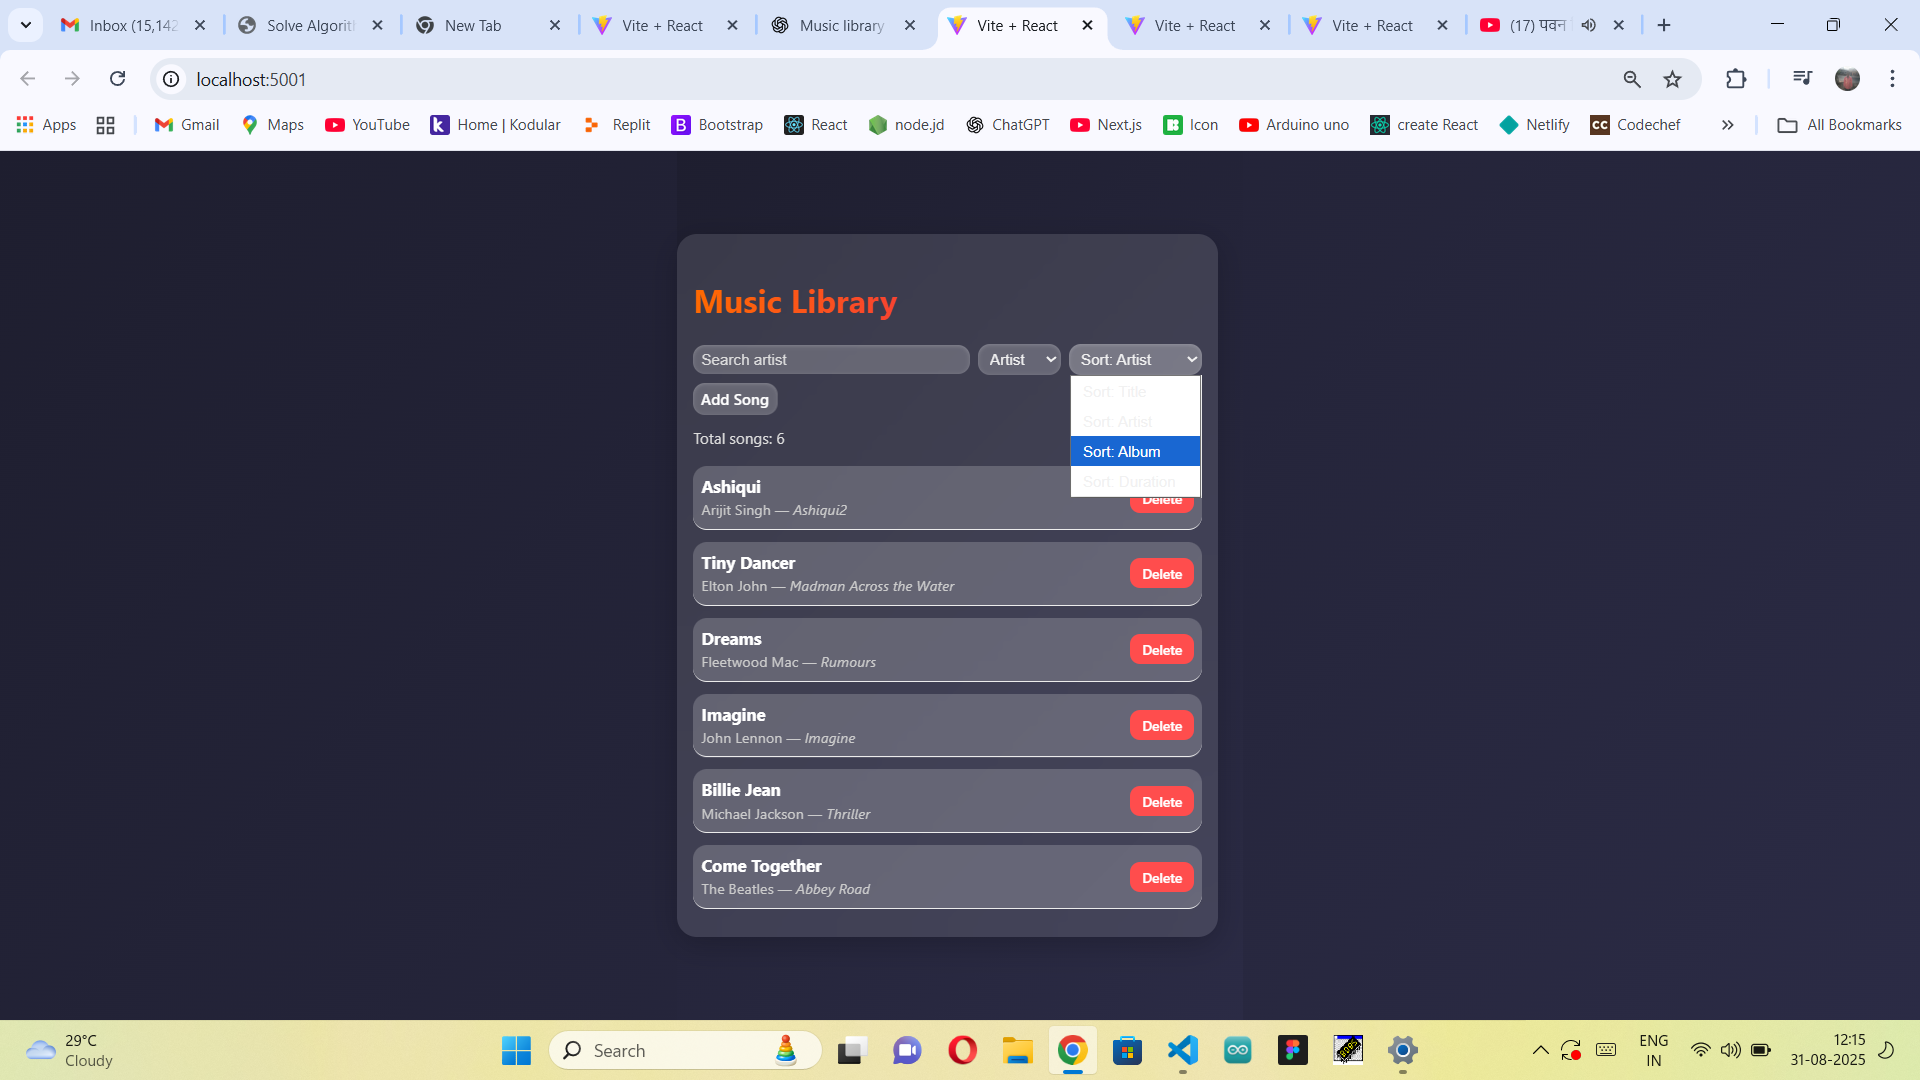 Inbox (15,142
Solve Algorit
New Tab
Vite + React
Music library
Vite + React
Vite + React
Vite + React
(17) पवन
localhost:5001
Apps
Gmail
Maps
YouTube
Home | Kodular
Replit
Bootstrap
React
node.jd
ChatGPT
Next.js
Icon
Arduino uno
create React
Netlify
Codechef
All Bookmarks
Music Library
Search artist
Artist
Sort: Artist
Sort: Title
Sort: Artist
Sort: Album
Sort: Duration
Add Song
Total songs: 6
Ashiqui
Arijit Singh — Ashiqui2
Delete
Tiny Dancer
Elton John — Madman Across the Water
Delete
Dreams
Fleetwood Mac — Rumours
Delete
Imagine
John Lennon — Imagine
Delete
Billie Jean
Michael Jackson — Thriller
Delete
Come Together
The Beatles — Abbey Road
Delete
29°C
Cloudy
Search
ENG
IN
12:15
31-08-2025